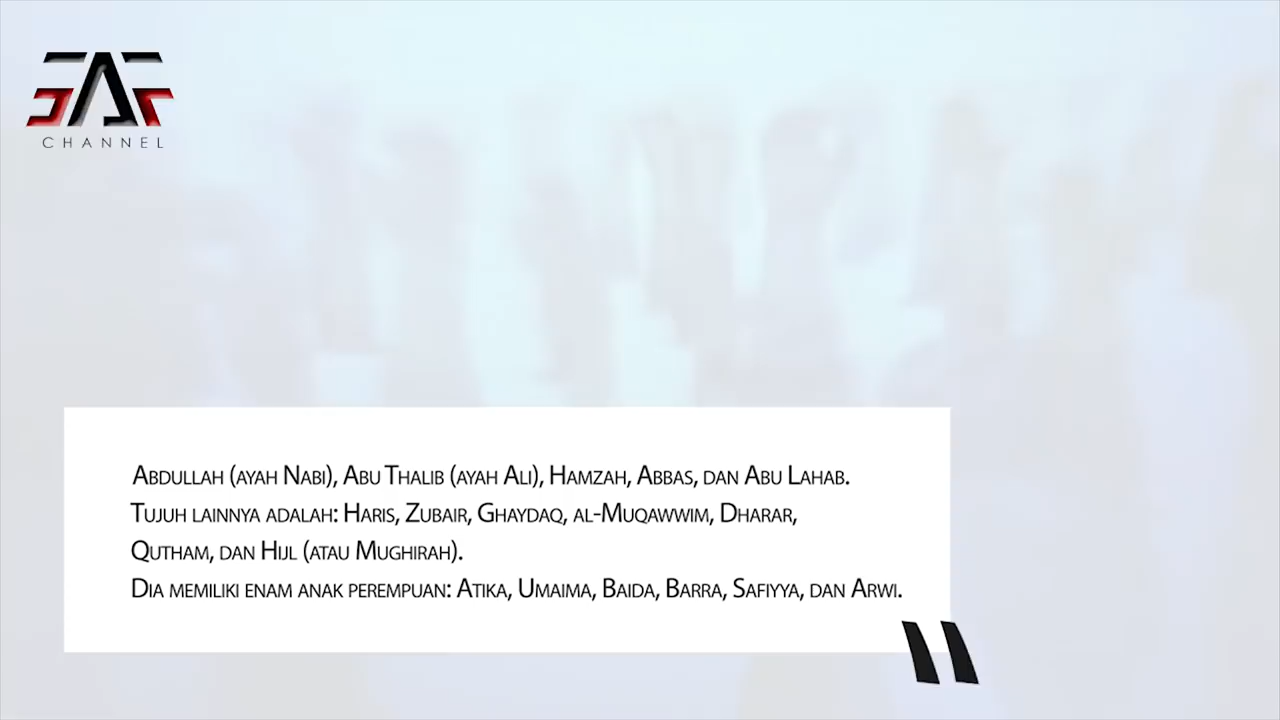 CHANNEL
Abdullah (ayah Nabi), Abu Thalib (ayah Ali), Hamzah, Abbas, dan Abu Lahab.
Tujuh lainnya adalah: Haris, Zubair, Ghaydaq, al-Muqawwim, Dharar,
Qutham, dan Hijl (atau Mughirah).
Dia memiliki enam anak perempuan: Atika, Umaima, Baida, Barra, Safiyya, dan Arwi.
"